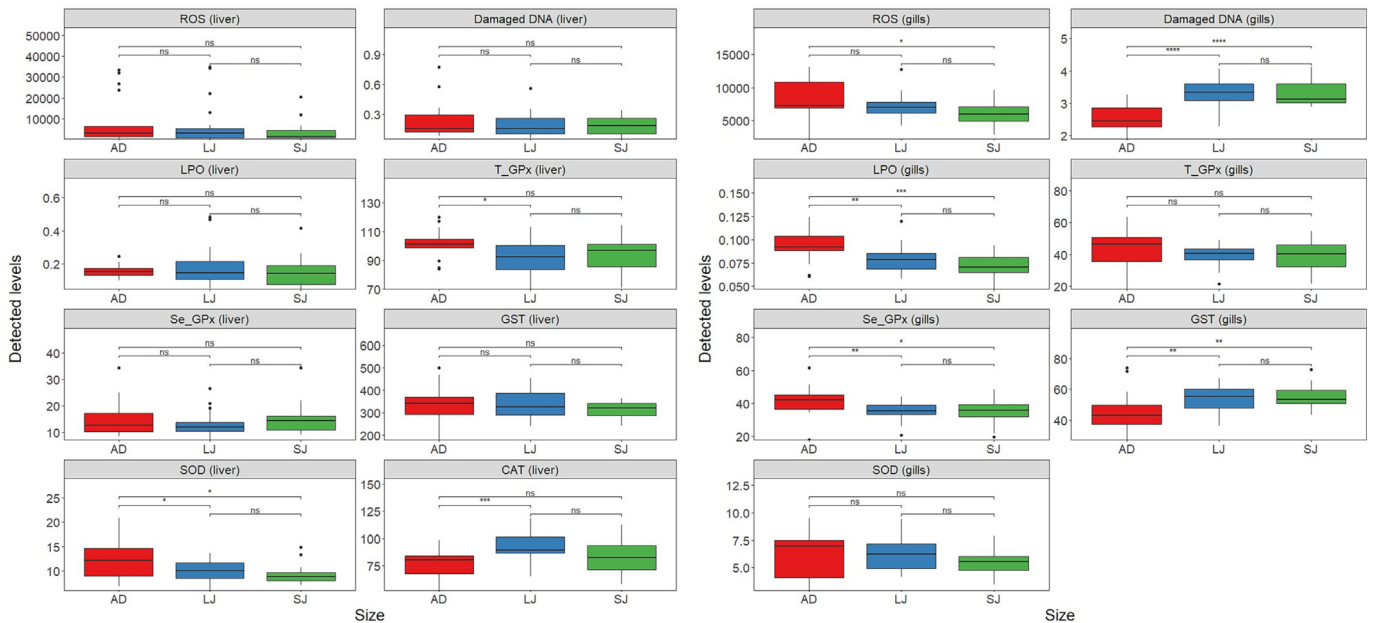 Detected levels
ROS (liver)
50000
40000
30000
20000
10000
ns
ns
ns
AD LJ SJ
Damaged DNA (liver)
0.9
0.6
0.3
ns
ns
ns
AD LJ SJ
LPO (liver)
0.6
0.4
0.2
ns
ns
ns
AD LJ SJ
T_GPx (liver)
130
110
90
70
ns
*
ns
AD LJ SJ
Se_GPx (liver)
40
30
20
10
ns
ns
ns
AD LJ SJ
GST (liver)
600
500
400
300
200
ns
ns
ns
AD LJ SJ
SOD (liver)
25
20
15
10
*
*
ns
AD LJ SJ
CAT (liver)
150
125
100
75
ns
***
ns
AD LJ SJ
Size
Detected levels
ROS (gills)
15000
10000
5000
*
ns
ns
AD LJ SJ
Damaged DNA (gills)
5
4
3
2
****
****
ns
AD LJ SJ
LPO (gills)
0.150
0.125
0.100
0.075
0.050
***
**
ns
AD LJ SJ
T_GPx (gills)
80
60
40
20
ns
ns
ns
AD LJ SJ
Se_GPx (gills)
80
60
40
20
*
**
ns
AD LJ SJ
GST (gills)
80
60
40
**
**
ns
AD LJ SJ
SOD (gills)
12.5
10.0
7.5
5.0
ns
ns
ns
AD LJ SJ
Size